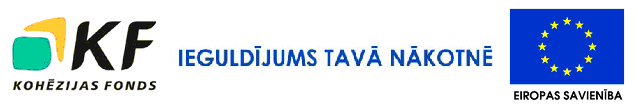 KF
KOHĒZIJAS FONDS
IEGULDĪJUMS TAVĀ NĀKOTNĒ
EIROPAS SAVIENĪBA